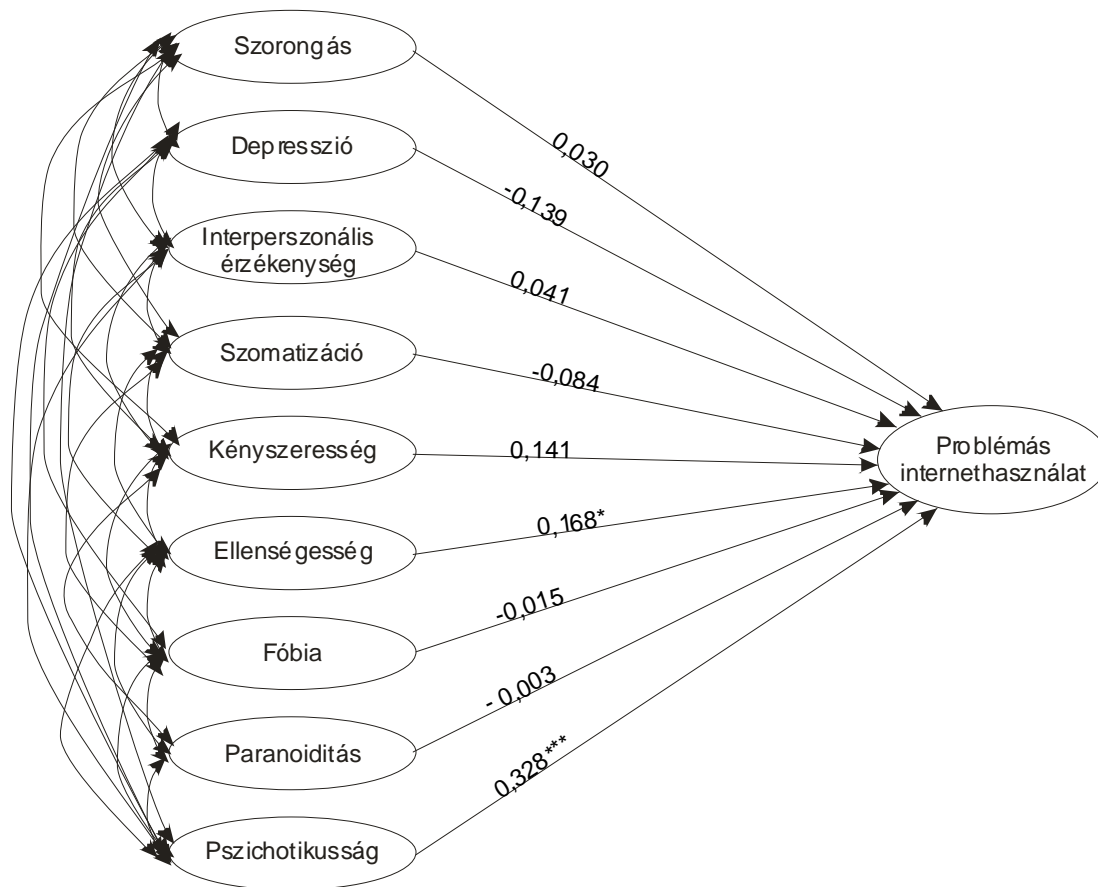 Szorongás
0,030
Depresszió
-0,139
Interperszonális
érzékenység
0,041
Szomatizáció
-0,084
Kényszeresség
0,141
Problémás
internethasználat
Ellenségesség
0,168*
Fóbia
-0,015
Paranoiditás
- 0,003
Pszichotikusság
0,328***